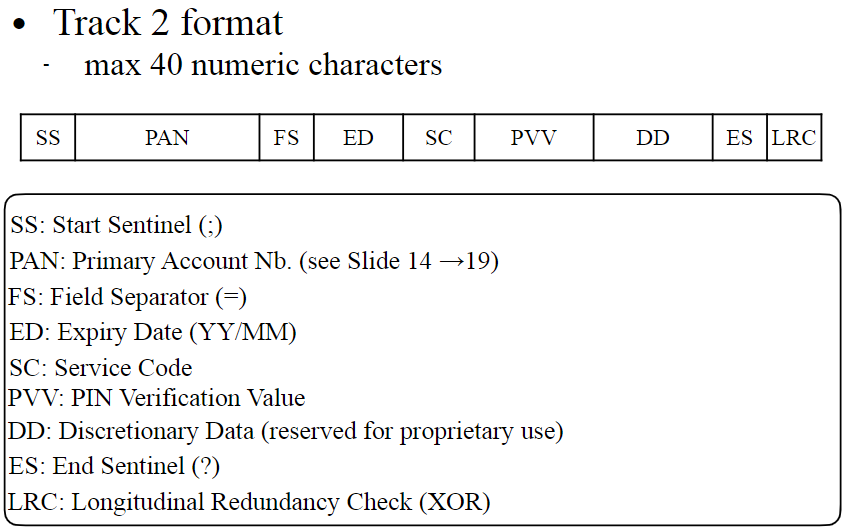 • Track 2 format
- max 40 numeric characters
SS PAN FS ED SC PVV DD ES LRC
SS: Start Sentinel (;)
PAN: Primary Account Nb. (see Slide 14 →19)
FS: Field Separator (=)
ED: Expiry Date (YY/MM)
SC: Service Code
PVV: PIN Verification Value
DD: Discretionary Data (reserved for proprietary use)
ES: End Sentinel (?)
LRC: Longitudinal Redundancy Check (XOR)